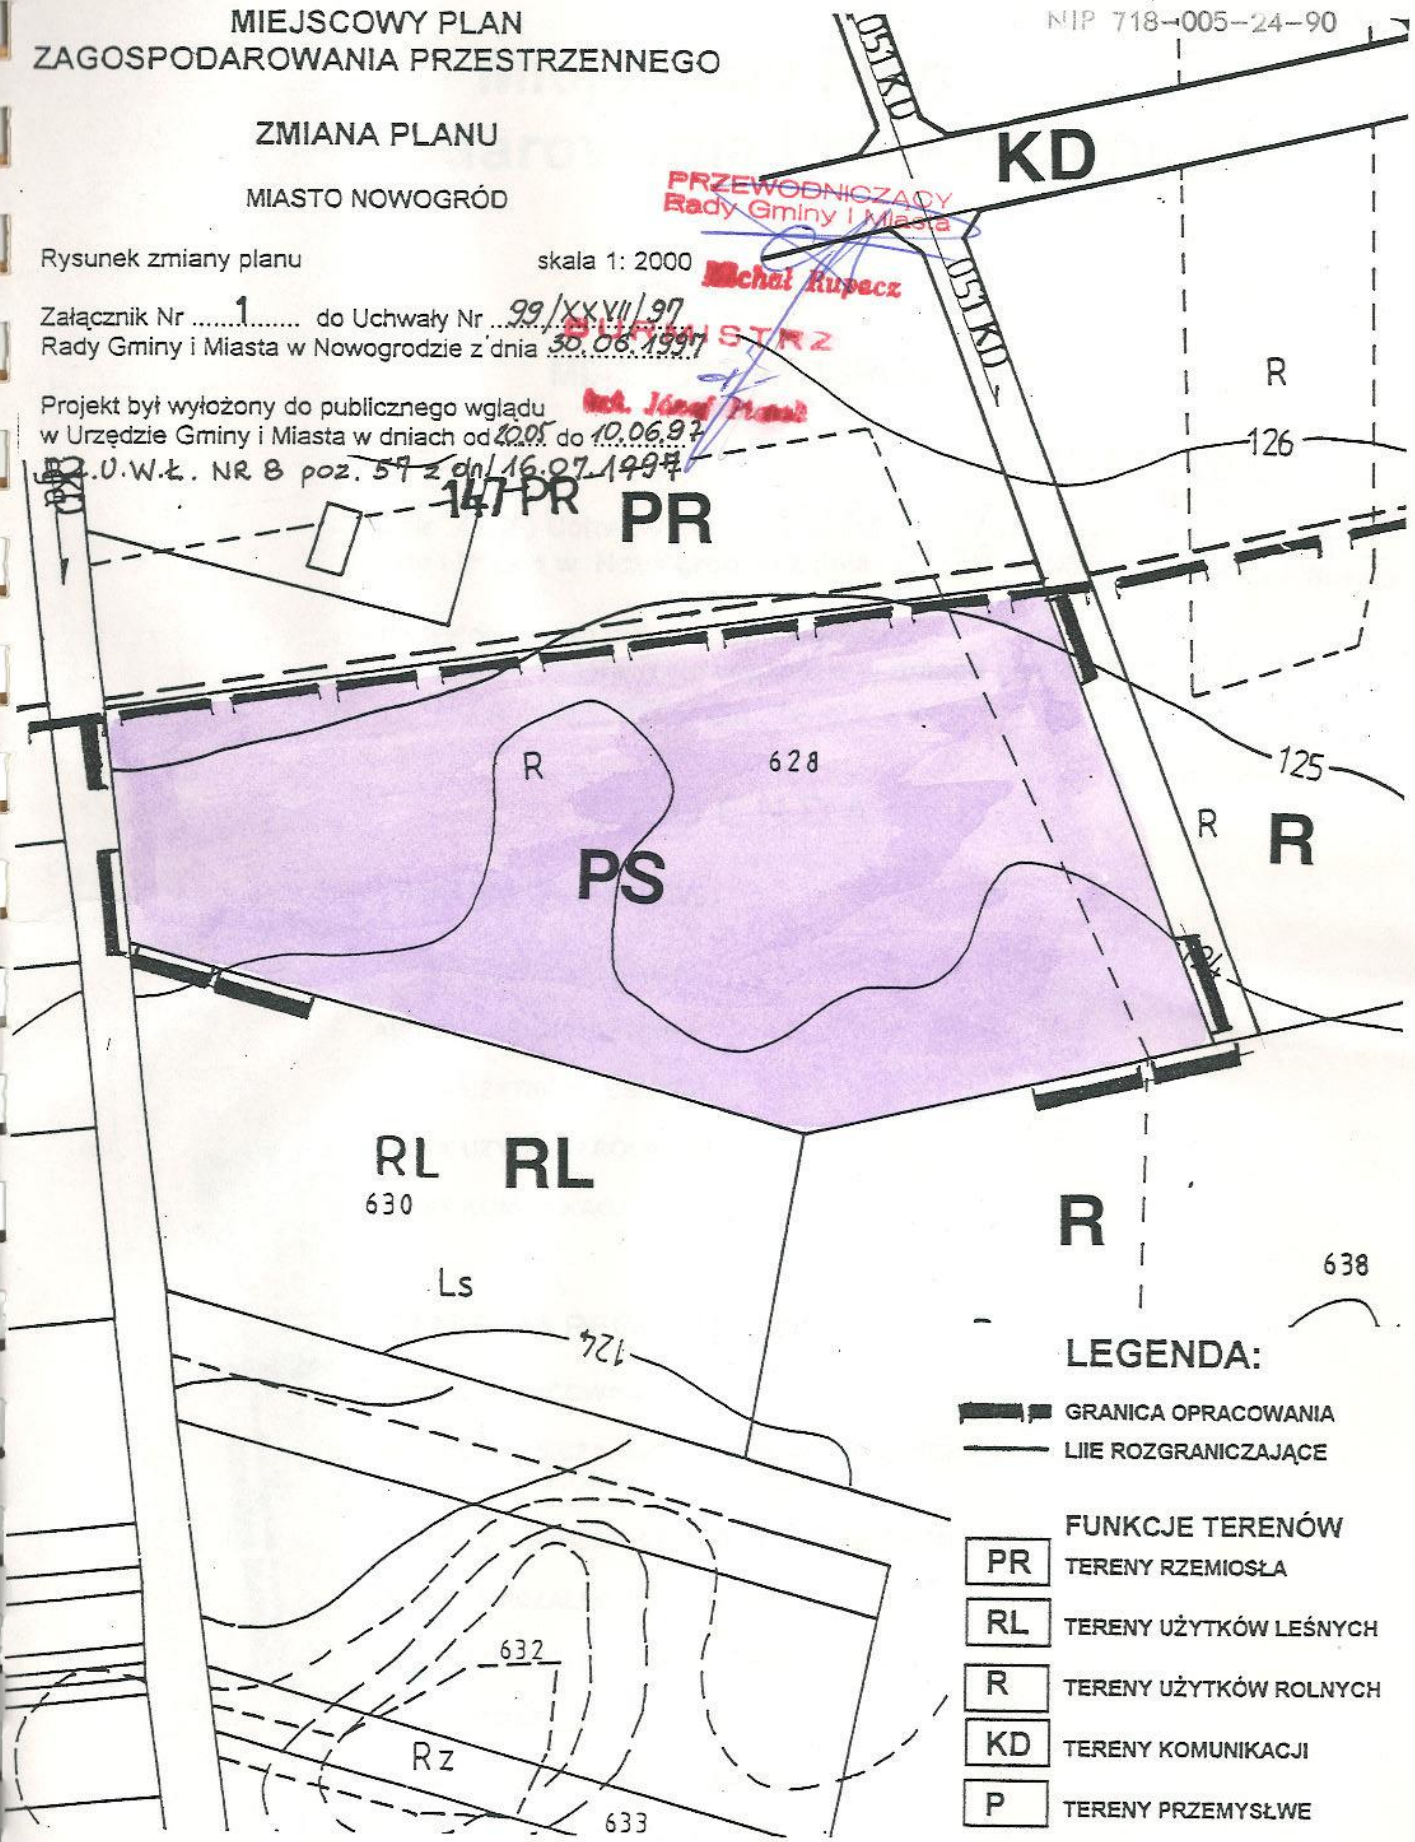 MIEJSCOWY PLAN
ZAGOSPODAROWANIA PRZESTRZENNEGO
NIP 718-005-24-90
ZMIANA PLANU
MIASTO NOWOGRÓD
051KD
KD
PRZEWODNICZĄCY
Rady Gminy i Miasta
Michał Rupacz
Rysunek zmiany planu skala 1: 2000
Załącznik Nr ......1........ do Uchwały Nr ..99/XXVII/97
Rady Gminy i Miasta w Nowogrodzie z dnia 30.06.1997
BURMISTRZ
Józef
Projekt był wyłożony do publicznego wglądu
w Urzędzie Gminy i Miasta w dniach od 20.05 do 10.06.97
U.W.Ł. NR 8 poz. 57 z dn/ 16.07.1997
051KD
R
126
147 PR
PR
R
628
125
PS
R
R
RL
RL
630
R
638
Ls
124
LEGENDA:
GRANICA OPRACOWANIA
LIIE ROZGRANICZAJĄCE
FUNKCJE TERENÓW
PR TERENY RZEMIOSŁA
RL TERENY UŻYTKÓW LEŚNYCH
R TERENY UŻYTKÓW ROLNYCH
KD TERENY KOMUNIKACJI
P TERENY PRZEMYSŁWE
632
Rz
633